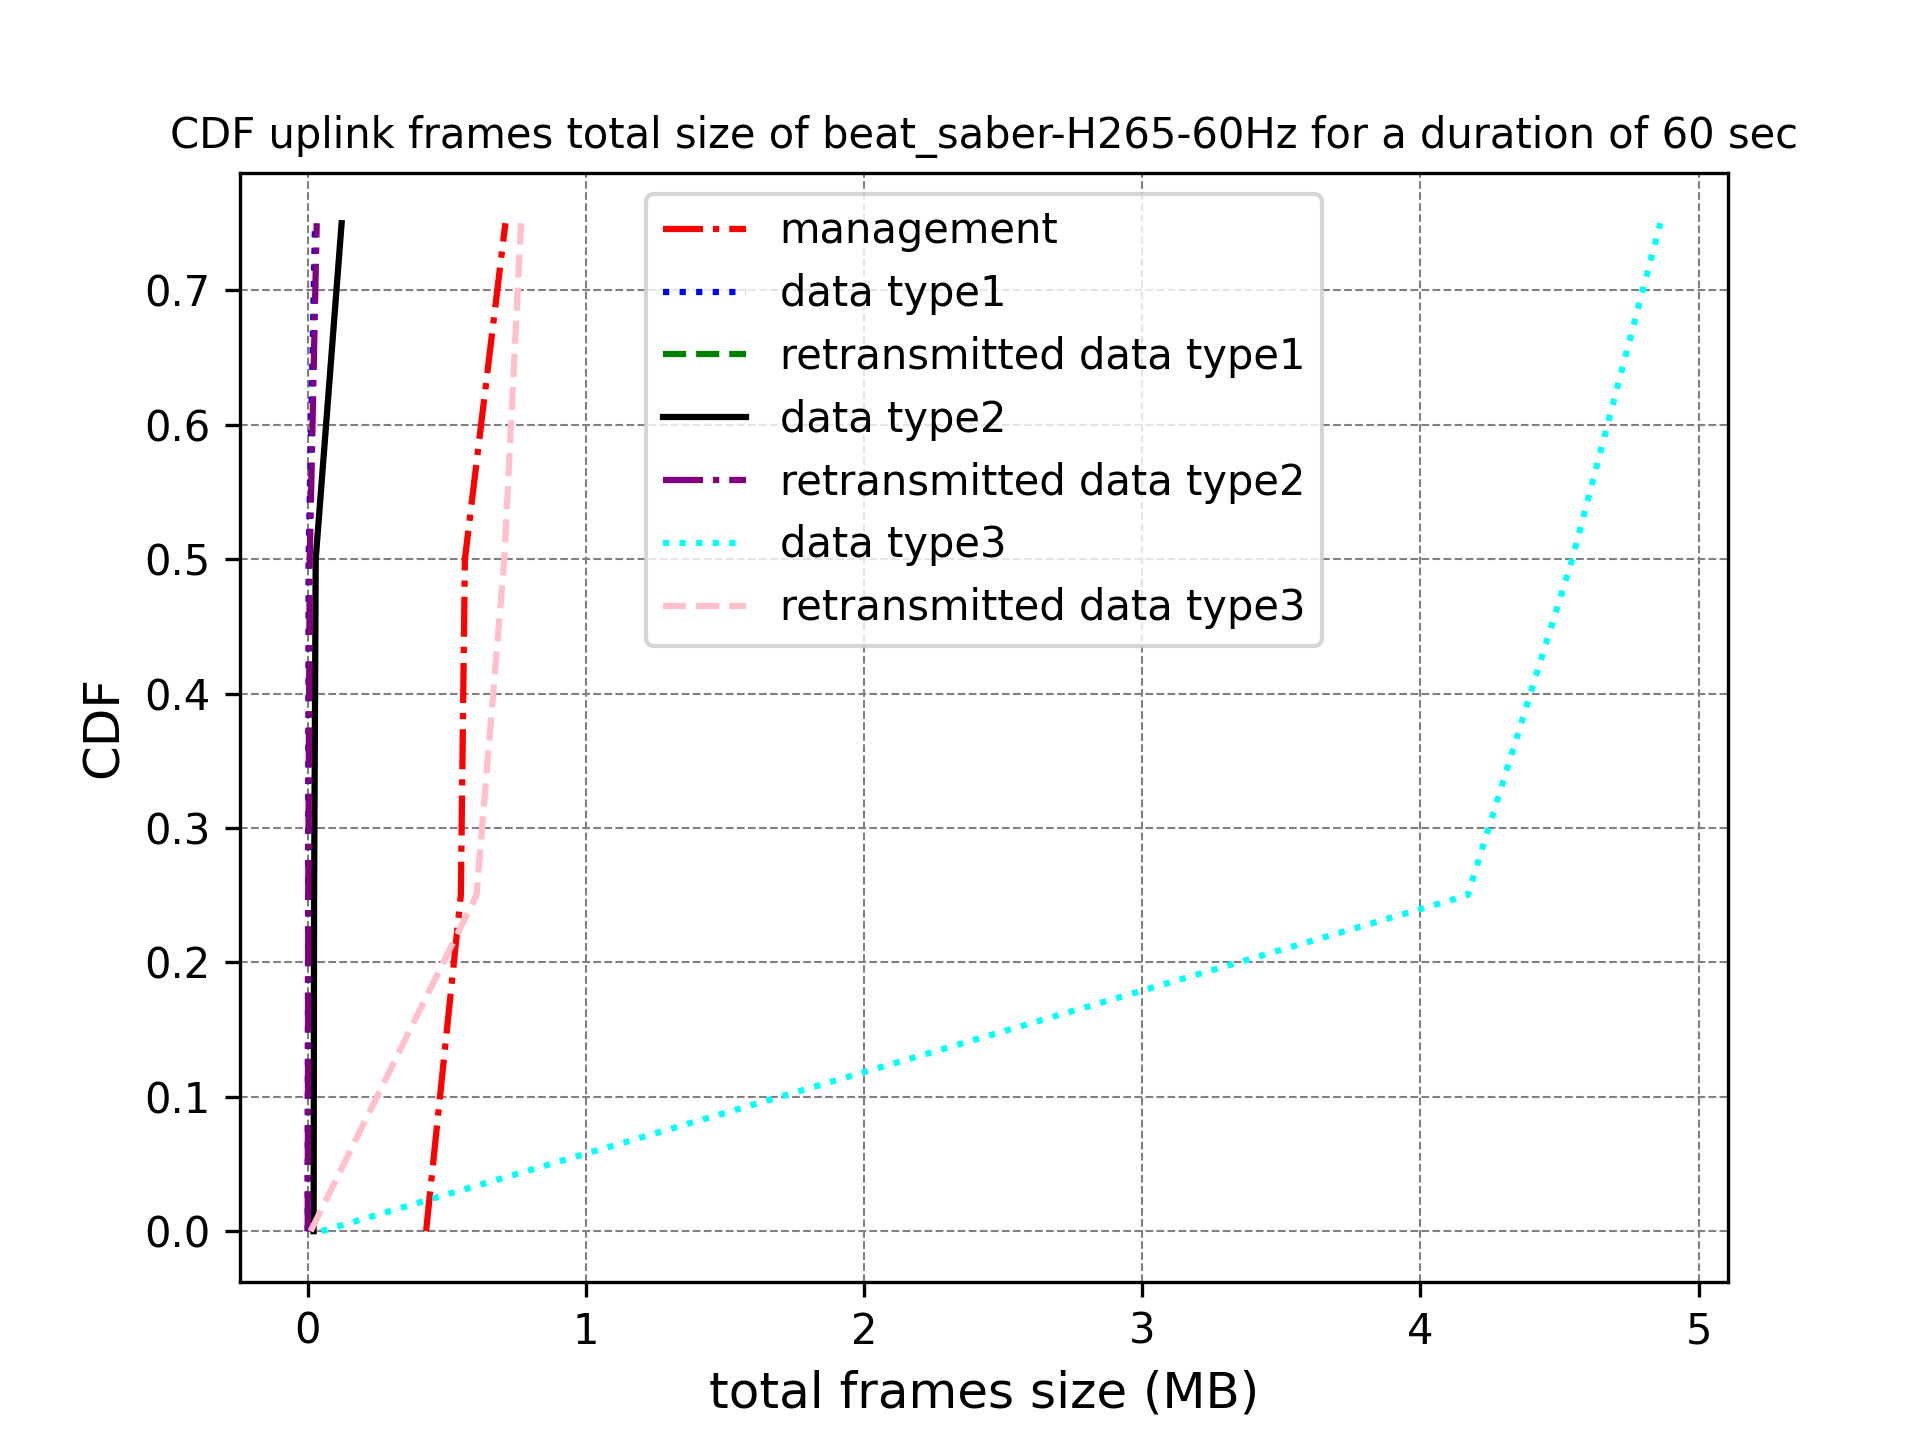 CDF uplink frames total size of beat_saber-H265-60Hz for a duration of 60 sec
management
data type1
retransmitted data type1
data type2
retransmitted data type2
data type3
retransmitted data type3
CDF
0.7
0.6
0.5
0.4
0.3
0.2
0.1
0.0
0 1 2 3 4 5
total frames size (MB)